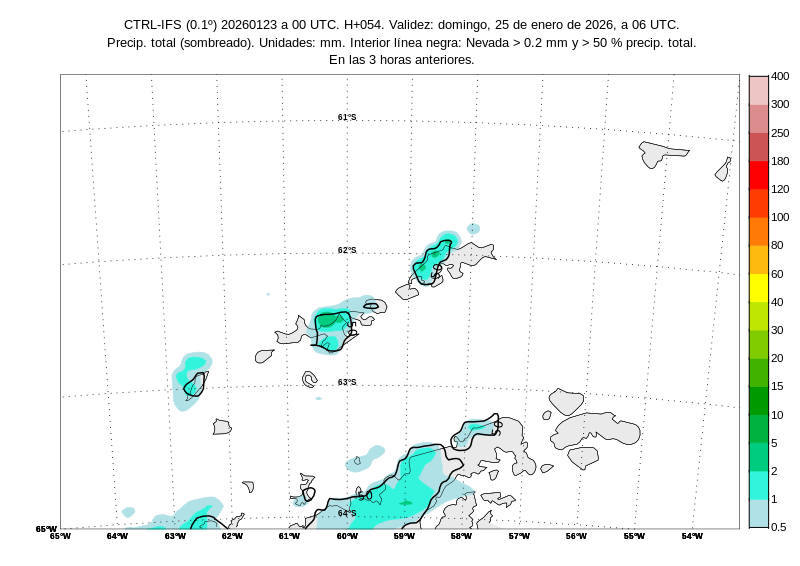 CTRL-IFS (0.1º) 20260123 a 00 UTC. H+054. Validez: domingo, 25 de enero de 2026, a 06 UTC.
Precip. total (sombreado). Unidades: mm. Interior línea negra: Nevada > 0.2 mm y > 50 % precip. total.
En las 3 horas anteriores.
400
300
250
180
120
100
80
60
40
30
20
15
10
5
2
1
0.5
61°S
62°S
63°S
64°S
50
50
65°W
65°W 64°W 63°W 62°W 61°W 60°W 59°W 58°W 57°W 56°W 55°W 54°W